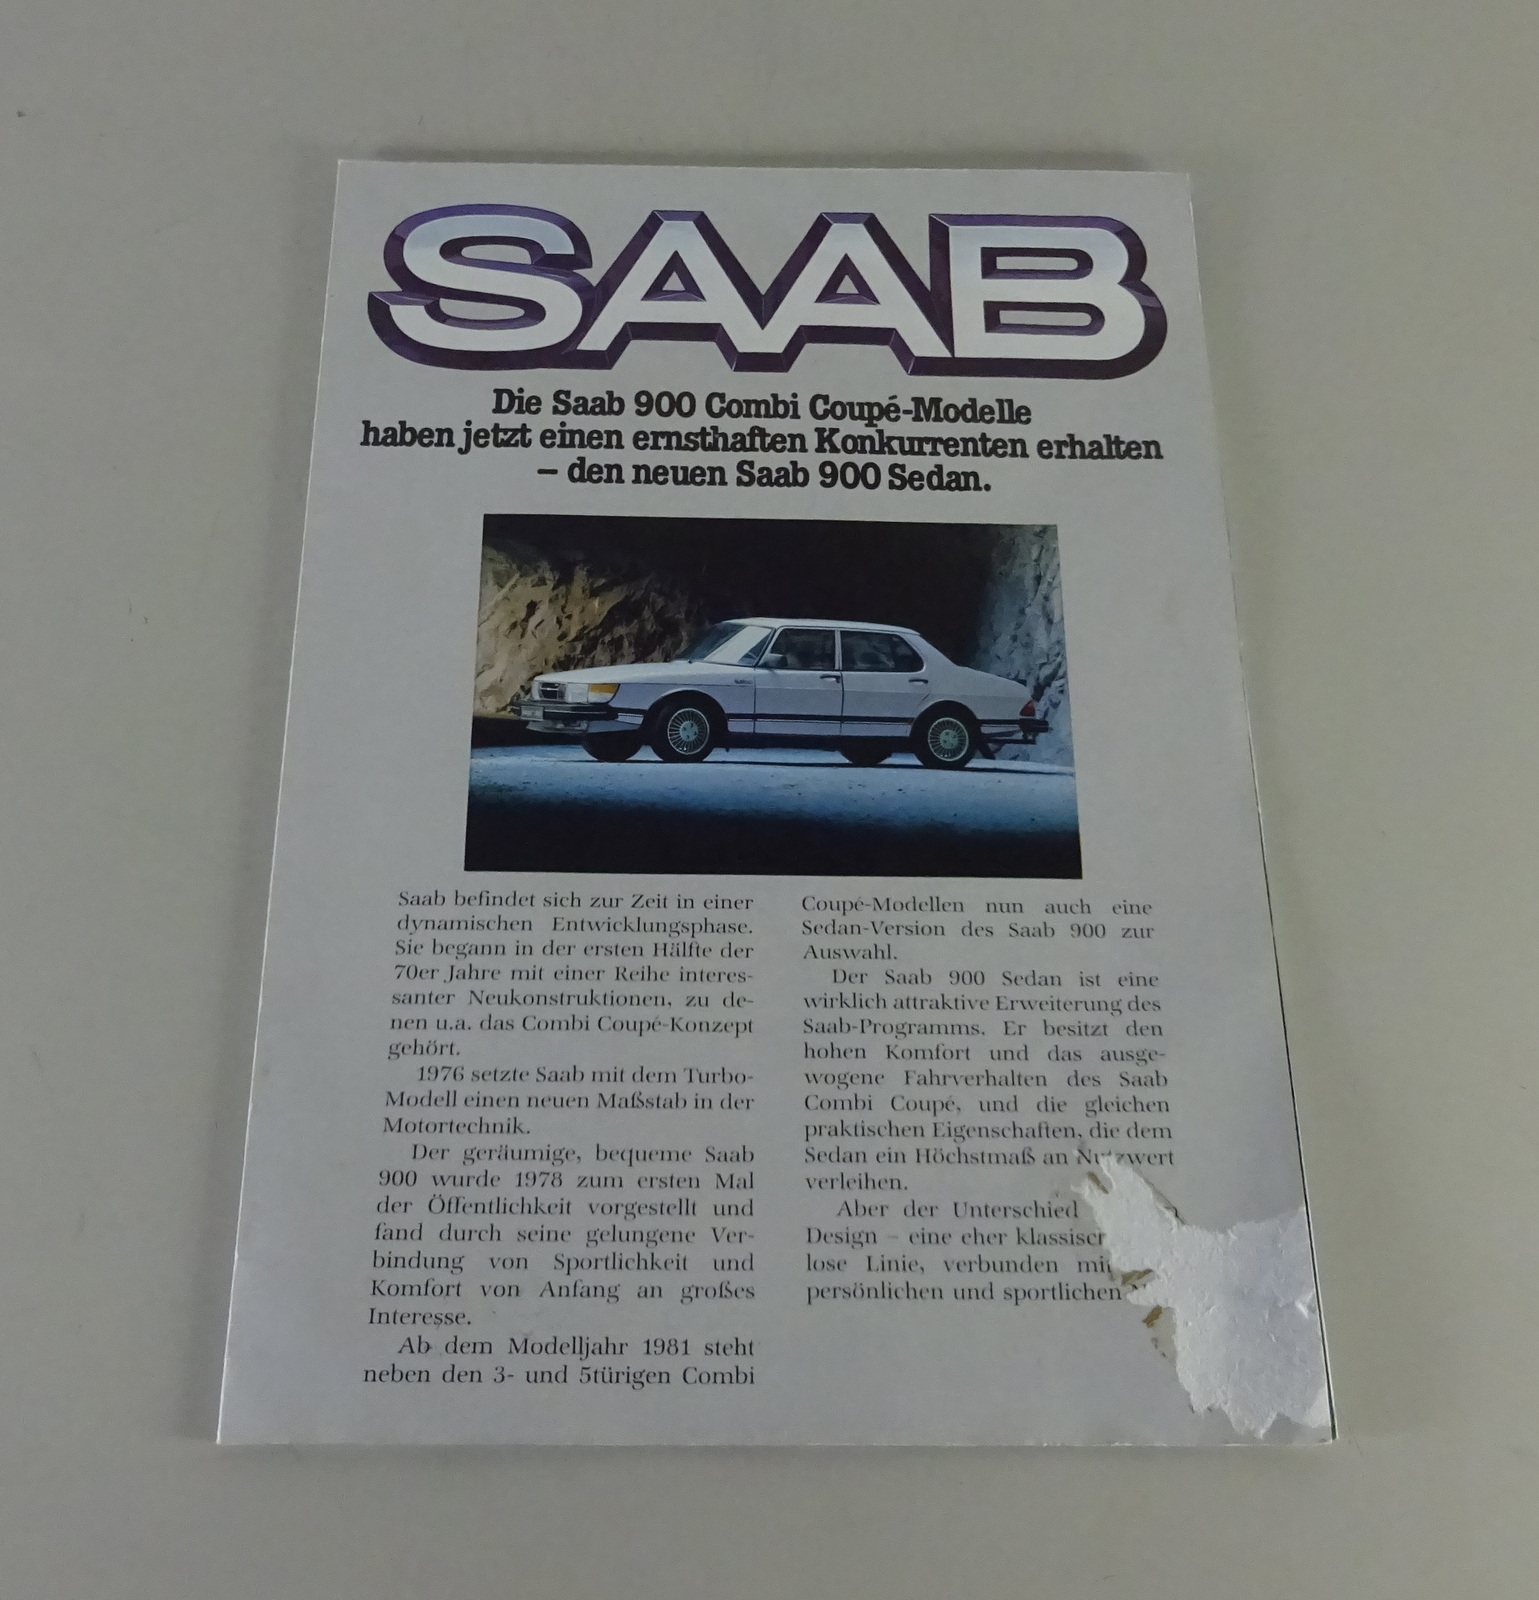 SAAB
Die Saab 900 Combi Coupé-Modelle
haben jetzt einen ernsthaften Konkurrenten erhalten
– den neuen Saab 900 Sedan.
Saab befindet sich zur Zeit in einer
dynamischen Entwicklungsphase.
Sie begann in der ersten Hälfte der
70er Jahre mit einer Reihe interes-
santer Neukonstruktionen, zu de-
nen u.a. das Combi Coupé-Konzept
gehört.
1976 setzte Saab mit dem Turbo-
Modell einen neuen Maßstab in der
Motortechnik.
Der geräumige, bequeme Saab
900 wurde 1978 zum ersten Mal
der Öffentlichkeit vorgestellt und
fand durch seine gelungene Ver-
bindung von Sportlichkeit und
Komfort von Anfang an großes
Interesse.
Ab dem Modelljahr 1981 steht
neben den 3- und 5türigen Combi
Coupé-Modellen nun auch eine
Sedan-Version des Saab 900 zur
Auswahl.
Der Saab 900 Sedan ist eine
wirklich attraktive Erweiterung des
Saab-Programms. Er besitzt den
hohen Komfort und das ausge-
wogene Fahrverhalten des Saab
Combi Coupé, und die gleichen
praktischen Eigenschaften, die dem
Sedan ein Höchstmaß an Nutzwert
verleihen.
Aber der Unterschied
Design – eine eher
lose Linie, verbunden
persönlichen und sportlichen